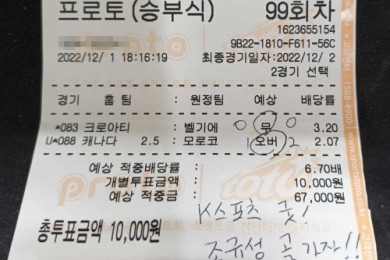 프로토(승부식) 99회차
1623655154
9B22-1810-F611-56C
2022/12/ 1 18:16:19 최종경기일자:2022/12/ 2
2경기 선택
경기 홈팀 : 원정팀 예상 배당률
*083 크로아티 : 벨기에 0 무 0 3.20
U*088 캐나다 2.5 : 모로코 오버 1 2 2.07
예상 적중배당률 6.70배
개별투표금액 10,000원
예상 적중금 67,000원
K스포츠 굿!
총투표금액 10,000원
조규성 골 가자!!